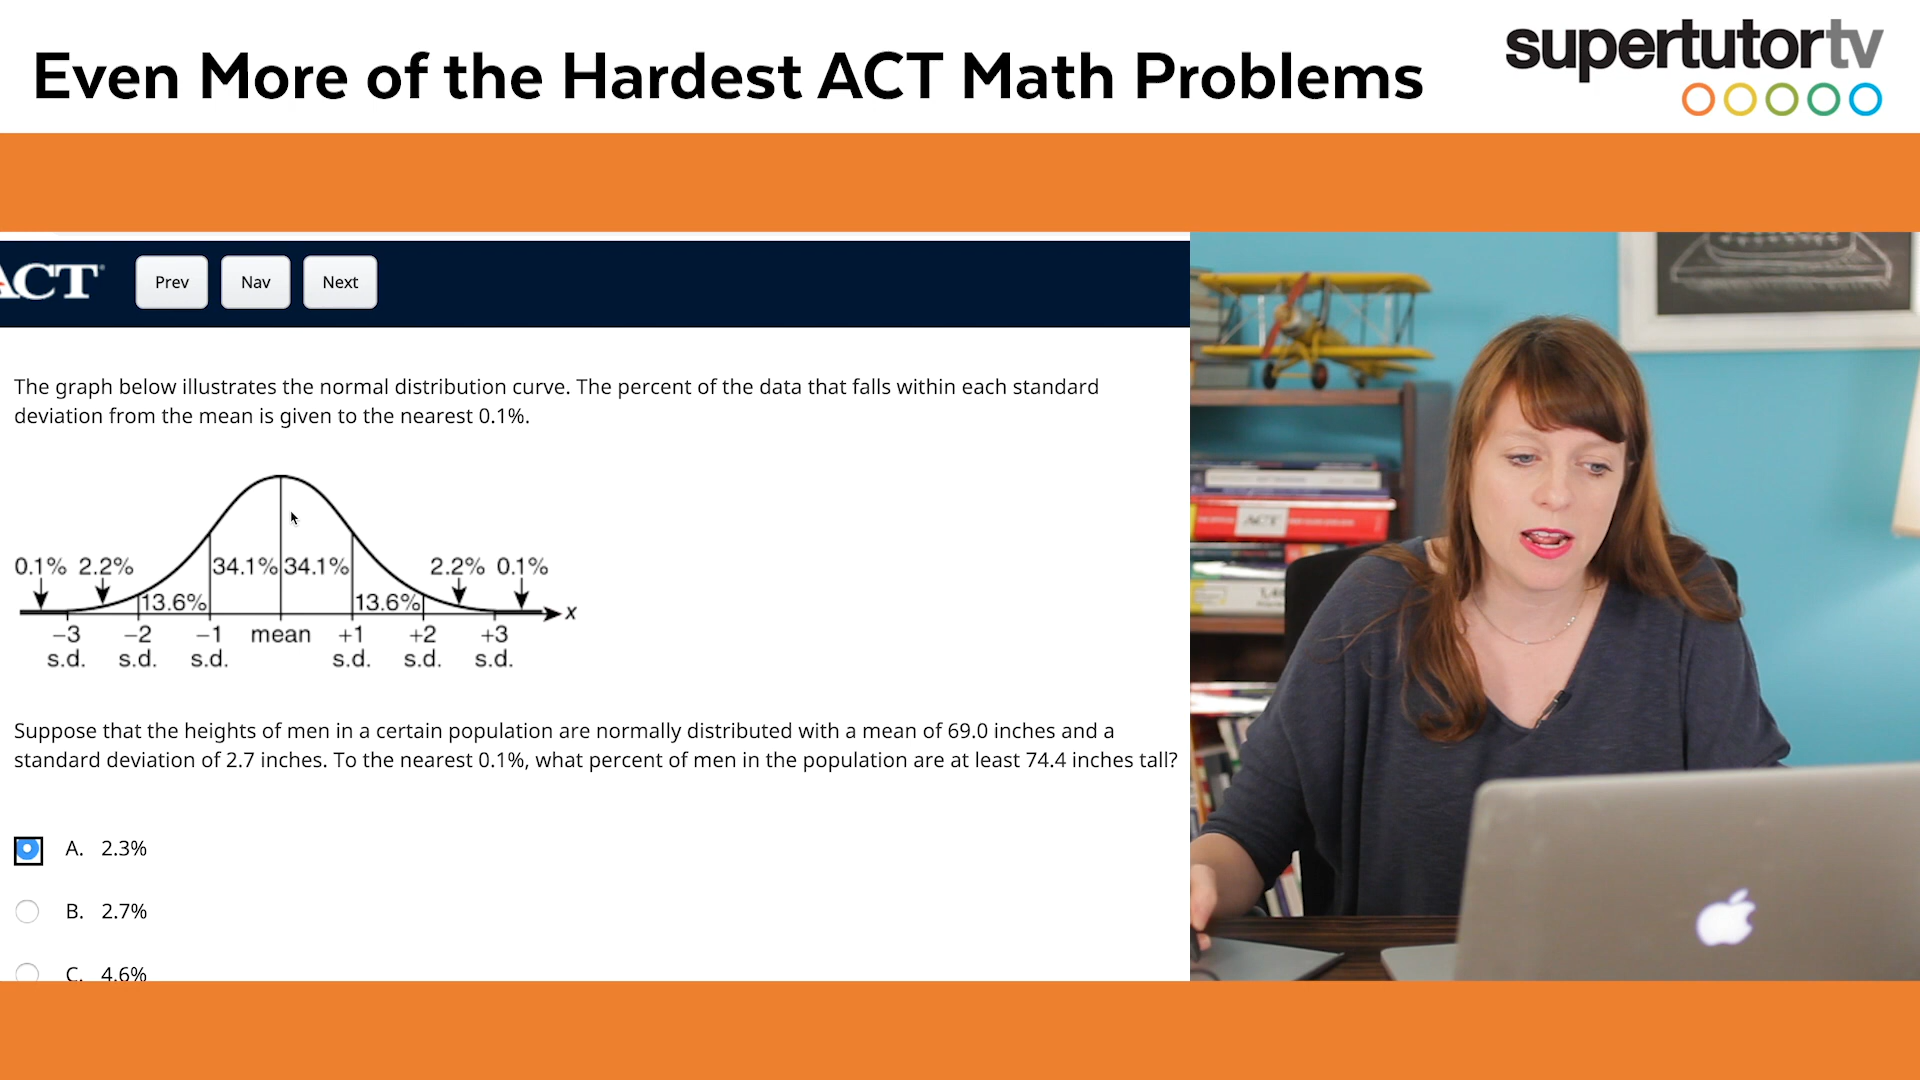 Even More of the Hardest ACT Math Problems
supertutortv
ACT
Prev
Nav
Next
The graph below illustrates the normal distribution curve. The percent of the data that falls within each standard
deviation from the mean is given to the nearest 0.1%.
0.1% 2.2% 34.1% 34.1% 2.2% 0.1%
13.6% 13.6%
x
−3 −2 −1 mean +1 +2 +3
s.d. s.d. s.d. s.d. s.d. s.d.
Suppose that the heights of men in a certain population are normally distributed with a mean of 69.0 inches and a
standard deviation of 2.7 inches. To the nearest 0.1%, what percent of men in the population are at least 74.4 inches tall?
A. 2.3%
B. 2.7%
C. 4.6%
ACT